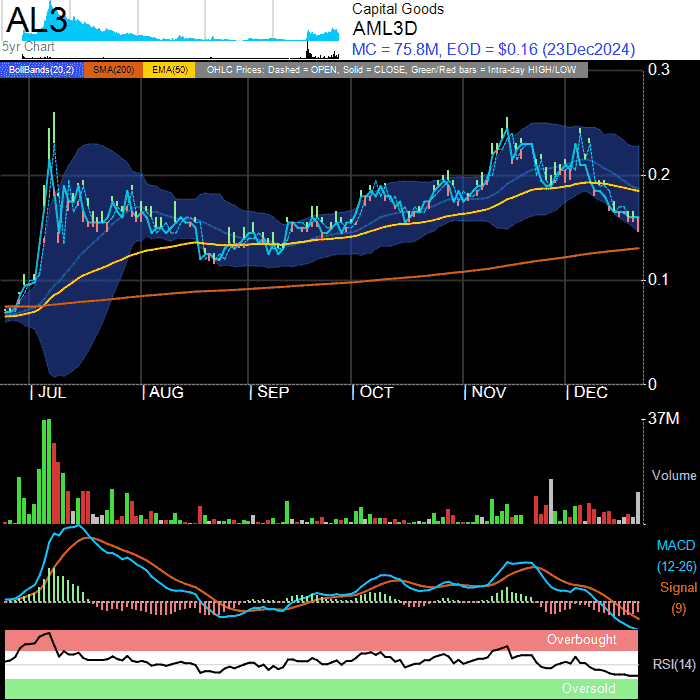 AL3
5yr Chart
Capital Goods
AML3D
MC = 75.8M, EOD = $0.16 (23Dec2024)
BollBands(20,2) SMA(200) EMA(50) OHLC Prices: Dashed = OPEN, Solid = CLOSE, Green/Red bars = Intra-day HIGH/LOW
0.3
0.2
0.1
0
| JUL | AUG | SEP | OCT | NOV | DEC
37M
Volume
MACD
(12-26)
Signal
(9)
Overbought
RSI(14)
Oversold